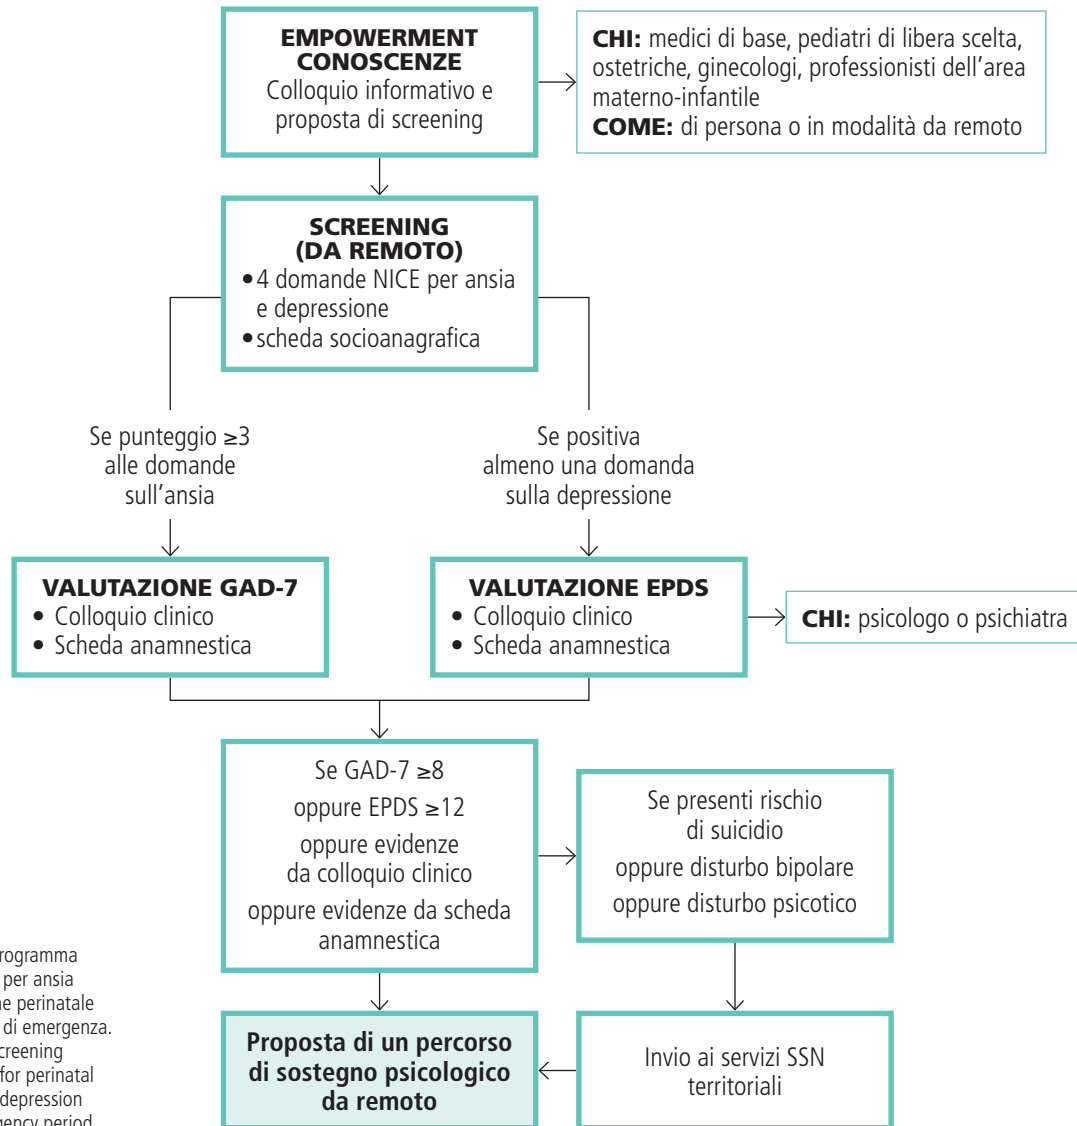 EMPOWERMENT
CONOSCENZE
Colloquio informativo e
proposta di screening
CHI: medici di base, pediatri di libera scelta,
ostetriche, ginecologi, professionisti dell'area
materno-infantile
COME: di persona o in modalità da remoto
SCREENING
(DA REMOTO)
• 4 domande NICE per ansia
e depressione
• scheda socioanagrafica
Se punteggio ≥3
alle domande
sull'ansia
Se positiva
almeno una domanda
sulla depressione
VALUTAZIONE GAD-7
• Colloquio clinico
• Scheda anamnestica
VALUTAZIONE EPDS
• Colloquio clinico
• Scheda anamnestica
CHI: psicologo o psichiatra
Se GAD-7 ≥8
oppure EPDS ≥12
oppure evidenze
da colloquio clinico
oppure evidenze da scheda
anamnestica
Se presenti rischio
di suicidio
oppure disturbo bipolare
oppure disturbo psicotico
Proposta di un percorso
di sostegno psicologico
da remoto
Invio ai servizi SSN
territoriali
rogramma
per ansia
ne perinatale
di emergenza.
creening
for perinatal
depression
gency period